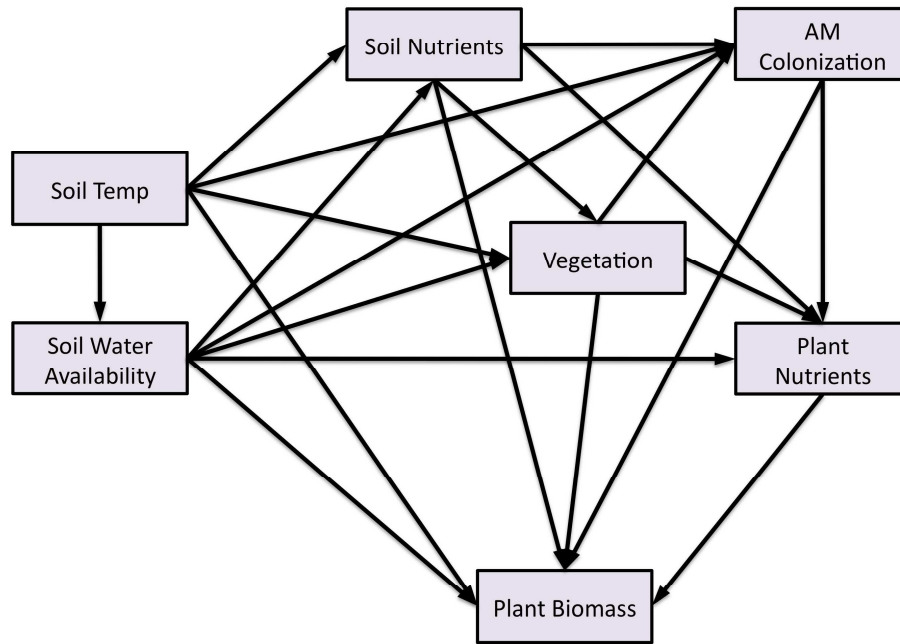 Soil Nutrients
AM
Colonization
Soil Temp
Vegetation
Soil Water
Availability
Plant
Nutrients
Plant Biomass